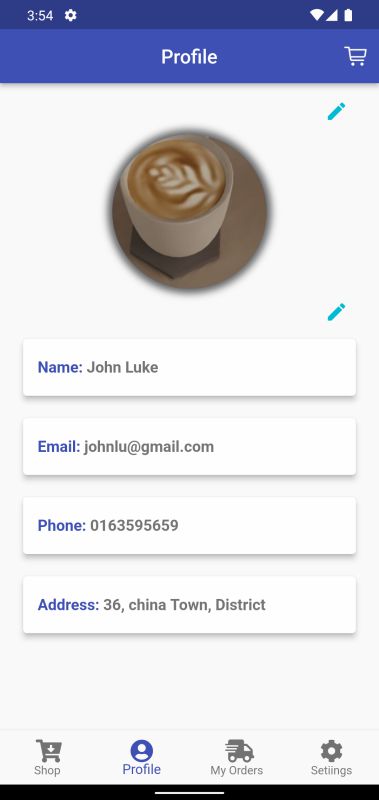 3:54
Profile
Name: John Luke
Email: johnlu@gmail.com
Phone: 0163595659
Address: 36, china Town, District
Shop
Profile
My Orders
Setiings